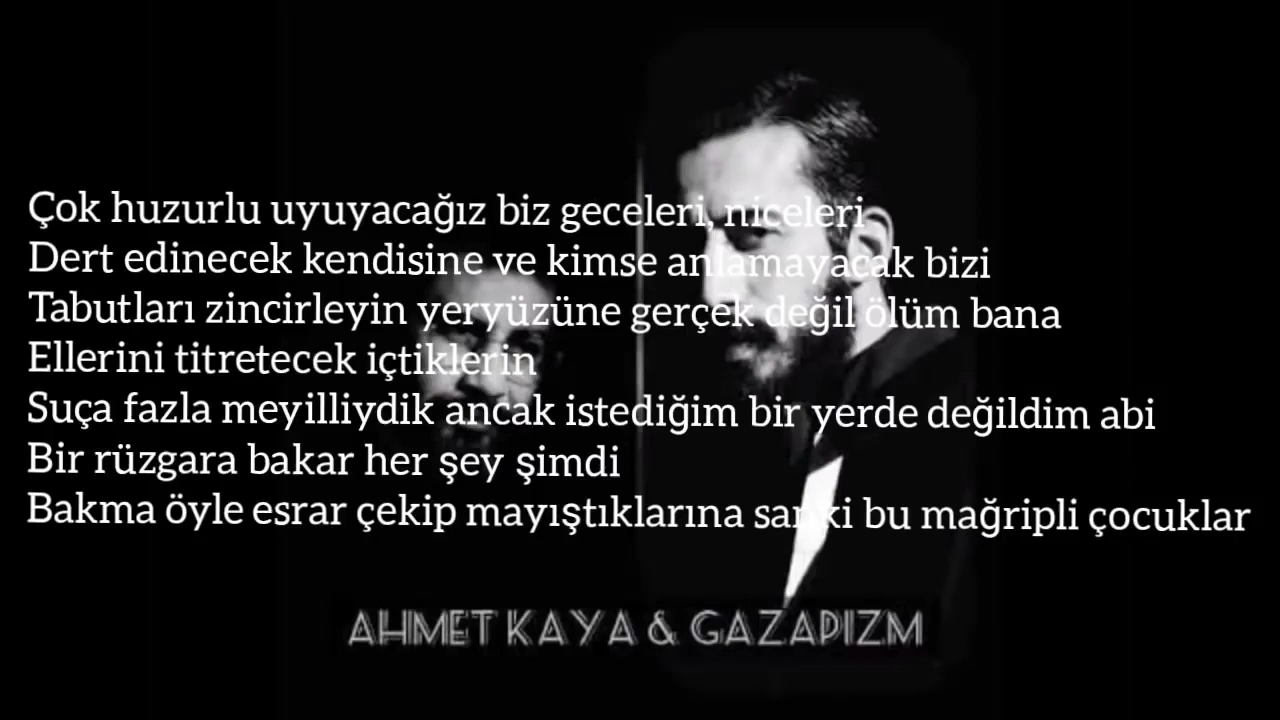 Çok huzurlu uyuyacağız biz geceleri, niceleri
Dert edinecek kendisine ve kimse anlamayacak bizi
Tabutları zincirleyin yeryüzüne gerçek değil ölüm bana
Ellerini titretecek içtiklerin
Suça fazla meyilliydik ancak istediğim bir yerde değildim abi
Bir rüzgara bakar her şey şimdi
Bakma öyle esrar çekip mayıştıklarına sanki bu mağripli çocuklar
AHMET KAYA & GAZAPIZM